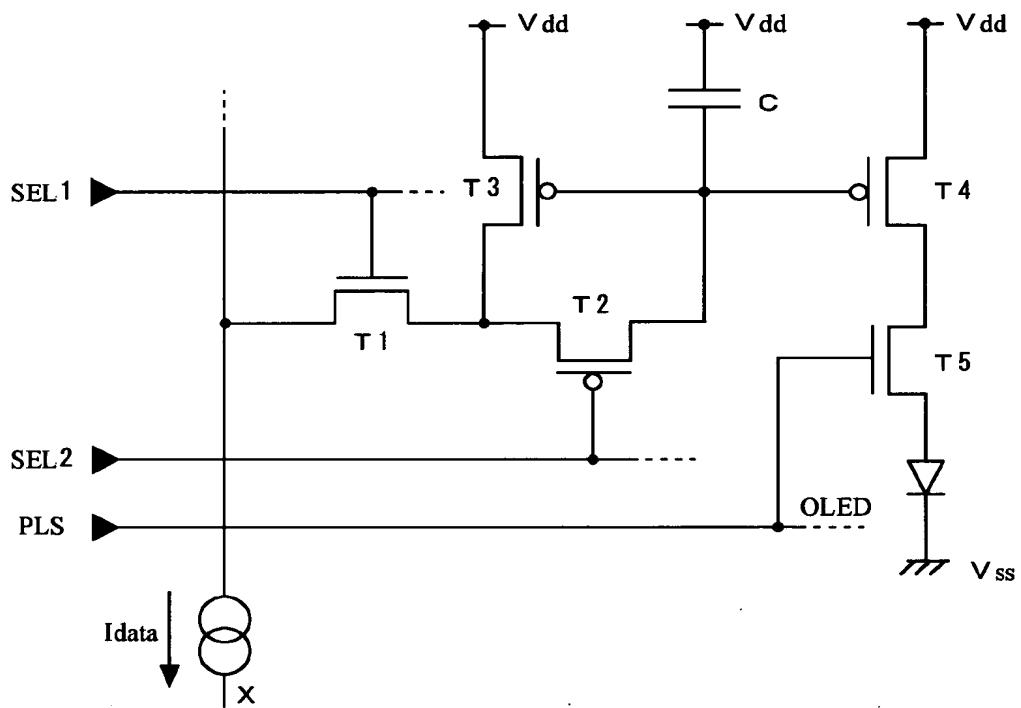 Vdd
Vdd
Vdd
C
SEL1
T3
T4
T2
T1
T5
SEL2
PLS
OLED
Vss
Idata
X